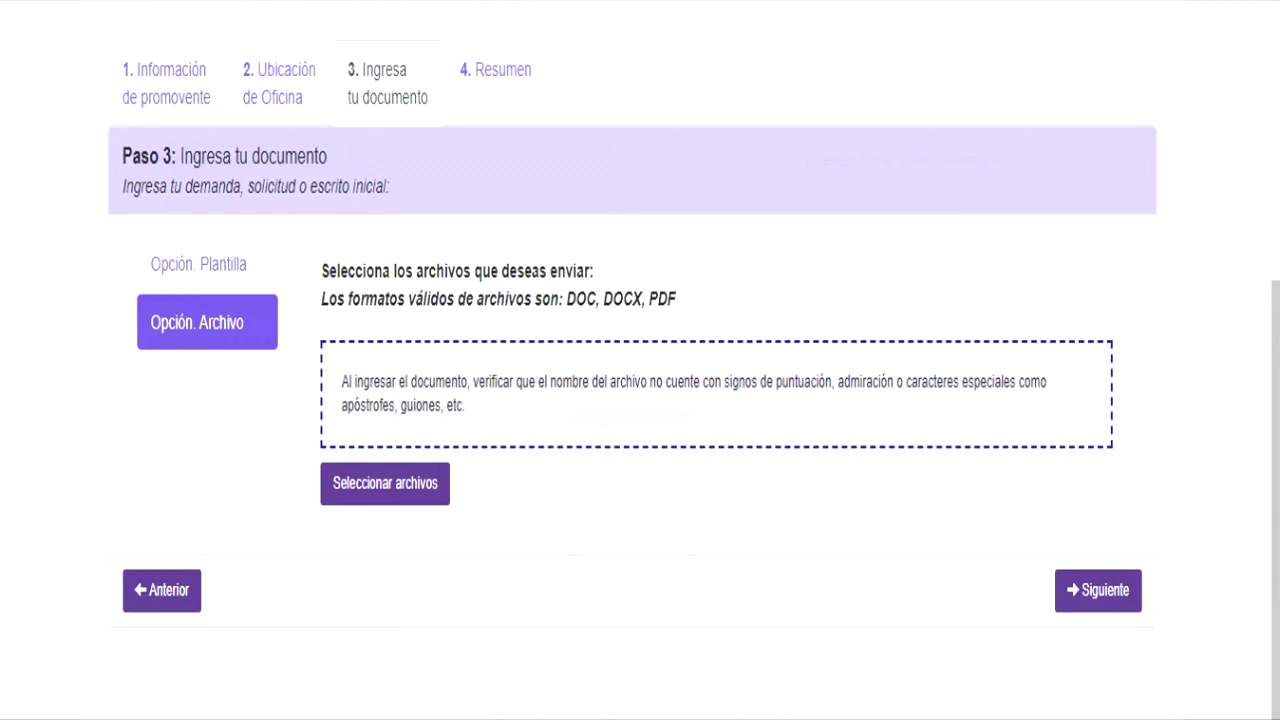 1. Información
de promovente
2. Ubicación
de Oficina
3. Ingresa
tu documento
4. Resumen
Paso 3: Ingresa tu documento
Ingresa tu demanda, solicitud o escrito inicial:
Opción. Plantilla
Opción. Archivo
Selecciona los archivos que deseas enviar:
Los formatos válidos de archivos son: DOC, DOCX, PDF
Al ingresar el documento, verificar que el nombre del archivo no cuente con signos de puntuación, admiración o caracteres especiales como
apóstrofes, guiones, etc.
Seleccionar archivos
Anterior
Siguiente